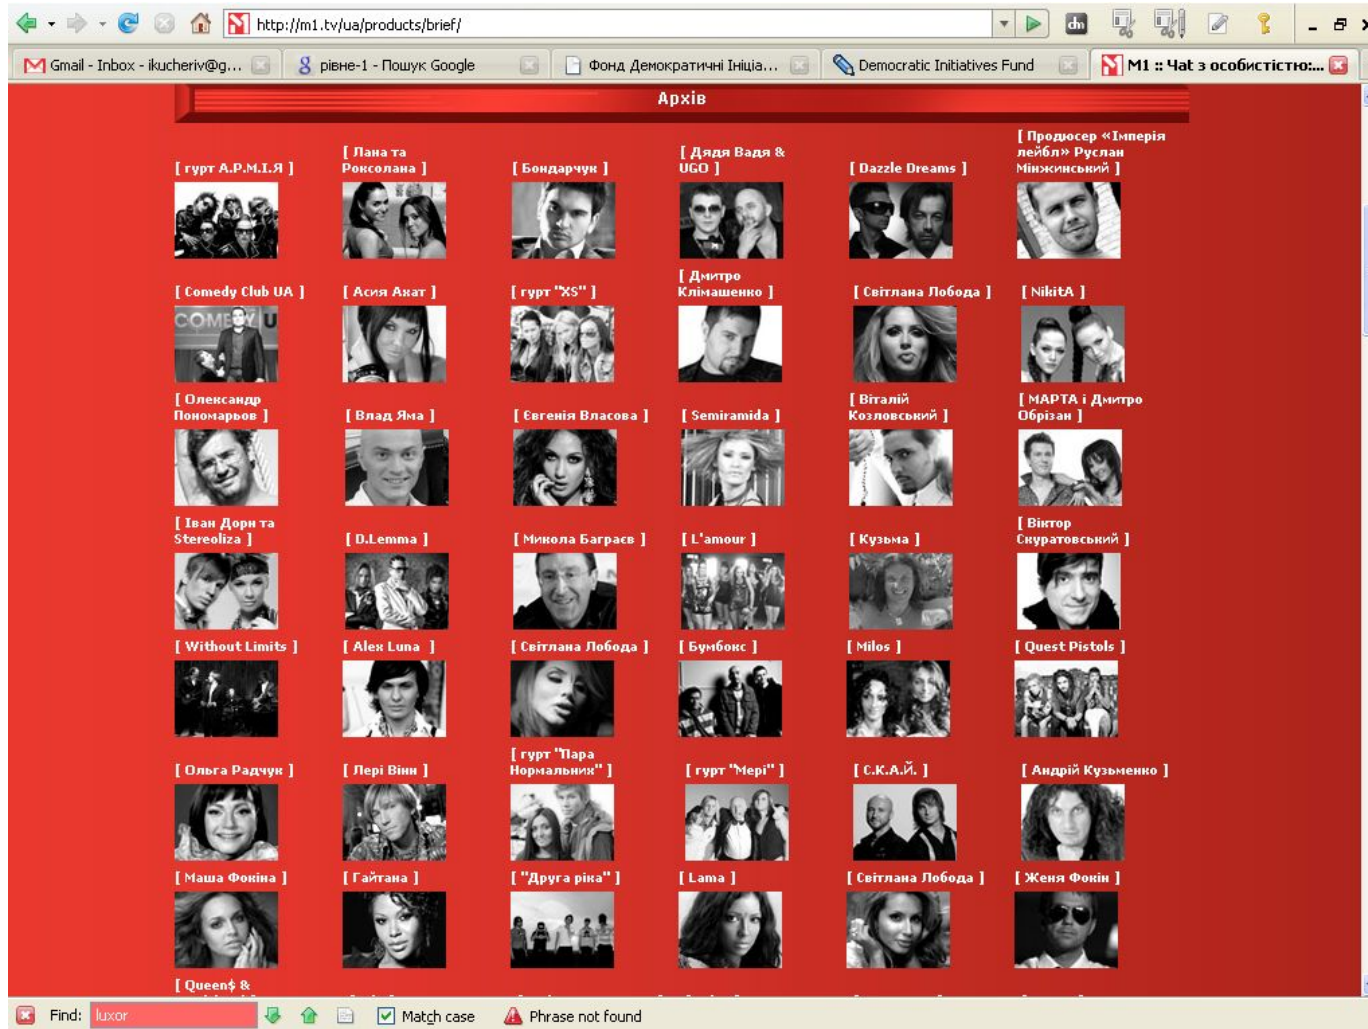 http://m1.tv/ua/products/brief/
Gmail - Inbox - ikucheriv@g...
рівне-1 - Пошук Google
Фонд Демократичні Ініціа...
Democratic Initiatives Fund
M1 :: Чat з особистістю:...
Архів
[ гурт А.Р.М.І.Я ]
[ Лана та
Роксолана ]
[ Бондарчук ]
[ Дядя Вадя &
UGO ]
[ Dazzle Dreams ]
[ Продюсер «Імперія
лейбл» Руслан
Мінжинський ]
[ Comedy Club UA ]
[ Асия Ахат ]
[ гурт "XS" ]
[ Дмитро
Клімашенко ]
[ Світлана Лобода ]
[ NikitA ]
[ Олександр
Пономарьов ]
[ Влад Яма ]
[ Євгенія Власова ]
[ Semiramida ]
[ Віталій
Козловський ]
[ МАРТА і Дмитро
Обрізан ]
[ Іван Дорн та
Stereoliza ]
[ D.Lemma ]
[ Микола Баграєв ]
[ L'amour ]
[ Кузьма ]
[ Віктор
Скуратовський ]
[ Without Limits ]
[ Alex Luna ]
[ Світлана Лобода ]
[ Бумбокс ]
[ Milos ]
[ Quest Pistols ]
[ Ольга Радчук ]
[ Лері Вінн ]
[ гурт "Пара
Нормальних" ]
[ гурт "Мері" ]
[ С.К.А.Й. ]
[ Андрій Кузьменко ]
[ Маша Фокіна ]
[ Гайтана ]
[ "Друга ріка" ]
[ Lama ]
[ Світлана Лобода ]
[ Женя Фокін ]
[ Queen$ &
Find: luxor
Match case
Phrase not found